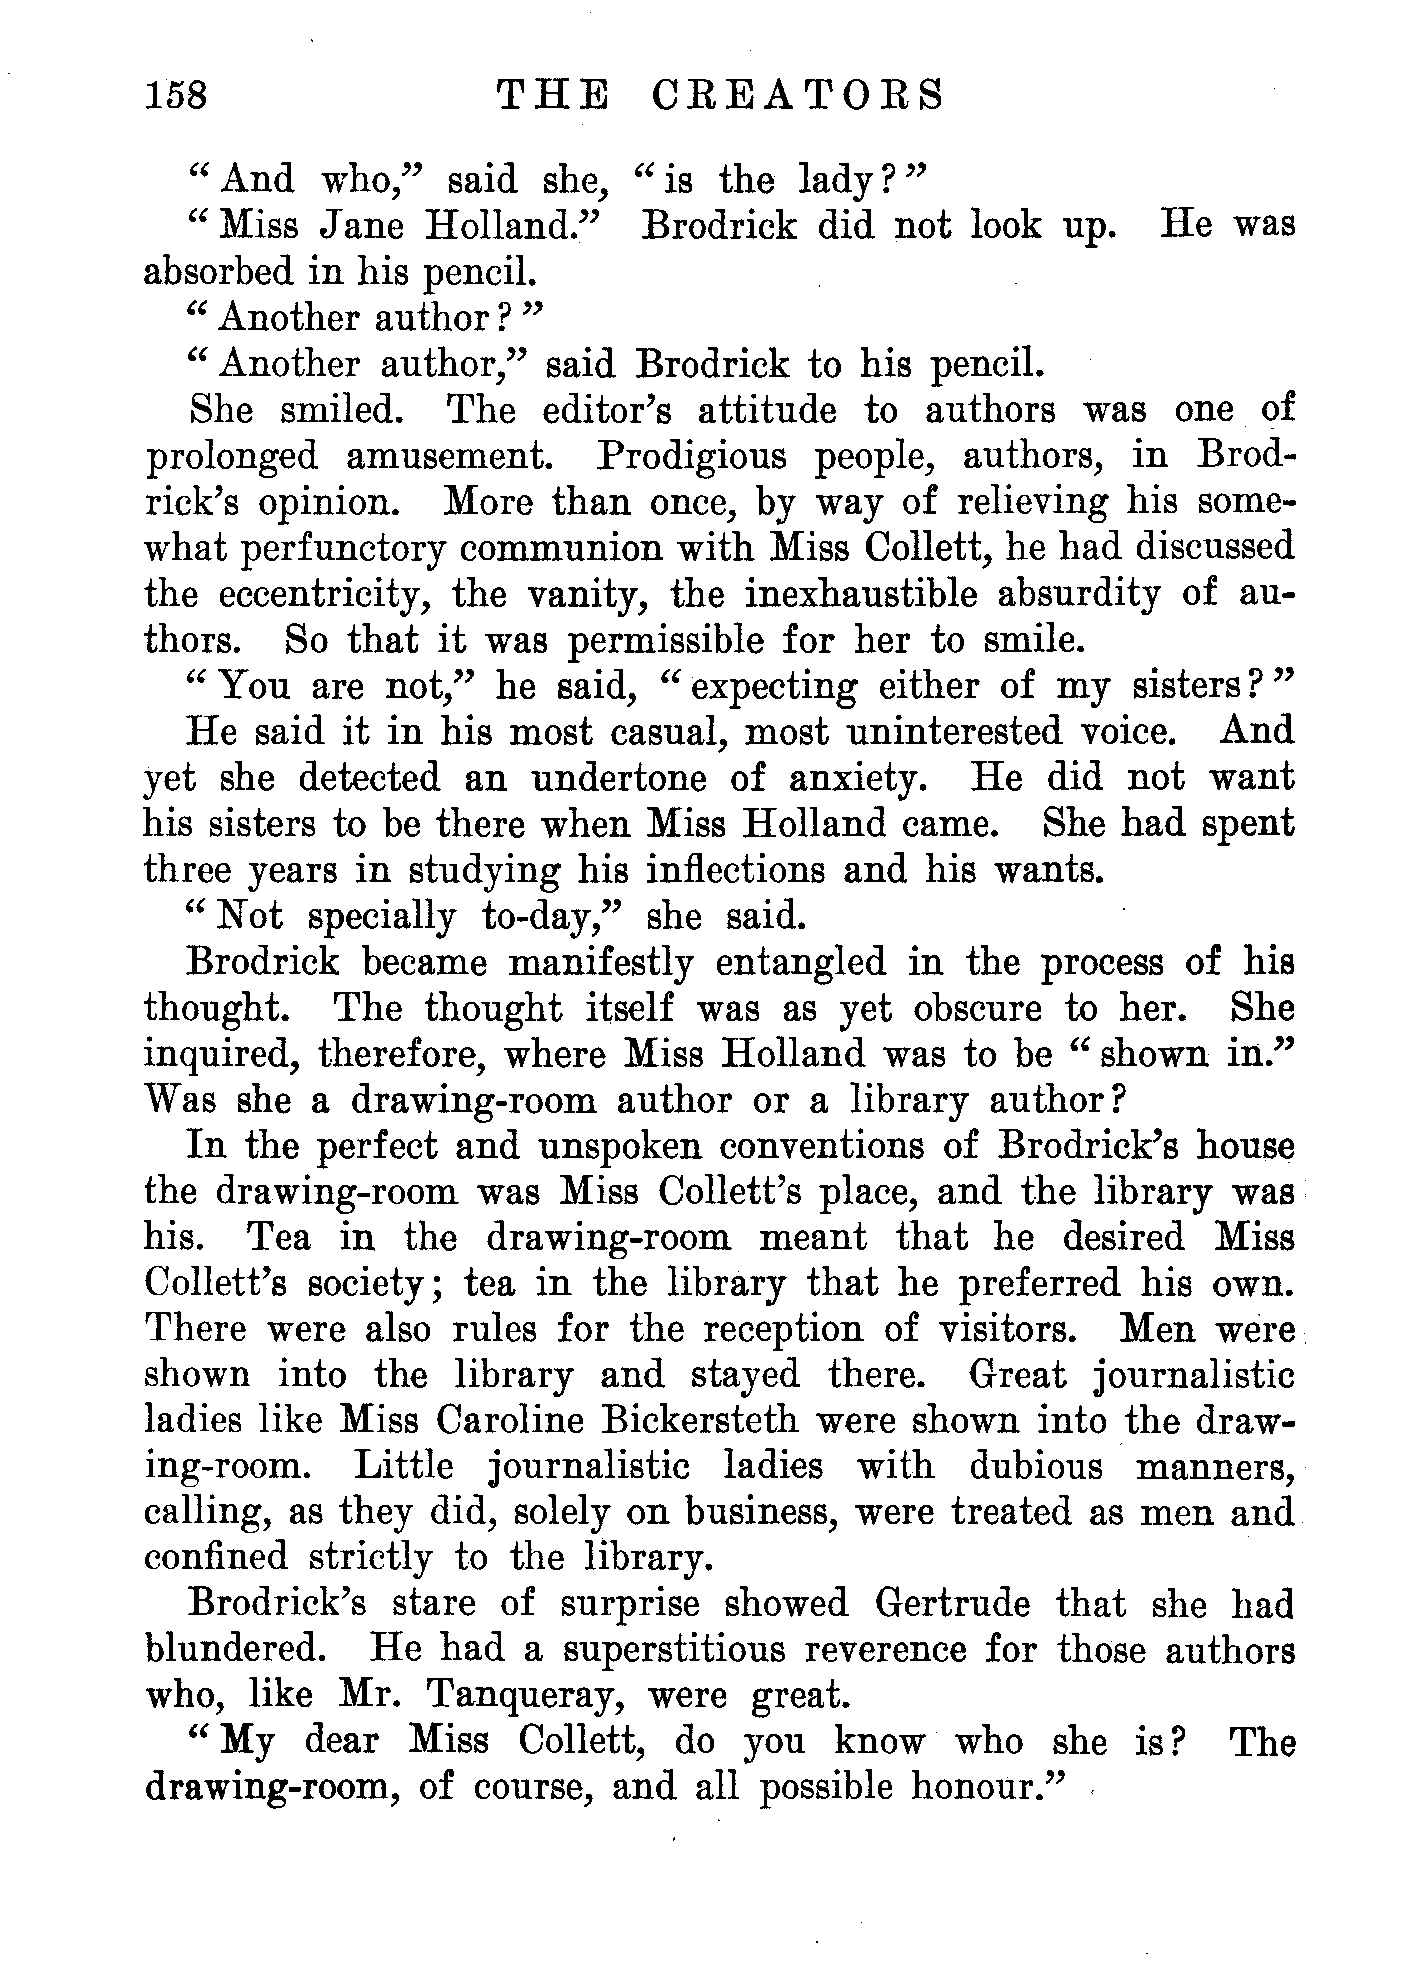 158 THE CREATORS
“And who,” said she, “is the lady?”
“Miss Jane Holland.” Brodrick did not look up. He was
absorbed in his pencil.
“Another author?”
“Another author,” said Brodrick to his pencil.
She smiled. The editor’s attitude to authors was one of
prolonged amusement. Prodigious people, authors, in Brod-
rick’s opinion. More than once, by way of relieving his some-
what perfunctory communion with Miss Collett, he had discussed
the eccentricity, the vanity, the inexhaustible absurdity of au-
thors. So that it was permissible for her to smile.
“You are not,” he said, “expecting either of my sisters?”
He said it in his most casual, most uninterested voice. And
yet she detected an undertone of anxiety. He did not want
his sisters to be there when Miss Holland came. She had spent
three years in studying his inflections and his wants.
“Not specially to-day,” she said.
Brodrick became manifestly entangled in the process of his
thought. The thought itself was as yet obscure to her. She
inquired, therefore, where Miss Holland was to be “shown in.”
Was she a drawing-room author or a library author?
In the perfect and unspoken conventions of Brodrick’s house
the drawing-room was Miss Collett’s place, and the library was
his. Tea in the drawing-room meant that he desired Miss
Collett’s society; tea in the library that he preferred his own.
There were also rules for the reception of visitors. Men were
shown into the library and stayed there. Great journalistic
ladies like Miss Caroline Bickersteth were shown into the draw-
ing-room. Little journalistic ladies with dubious manners,
calling, as they did, solely on business, were treated as men and
confined strictly to the library.
Brodrick’s stare of surprise showed Gertrude that she had
blundered. He had a superstitious reverence for those authors
who, like Mr. Tanqueray, were great.
“My dear Miss Collett, do you know who she is? The
drawing-room, of course, and all possible honour.”